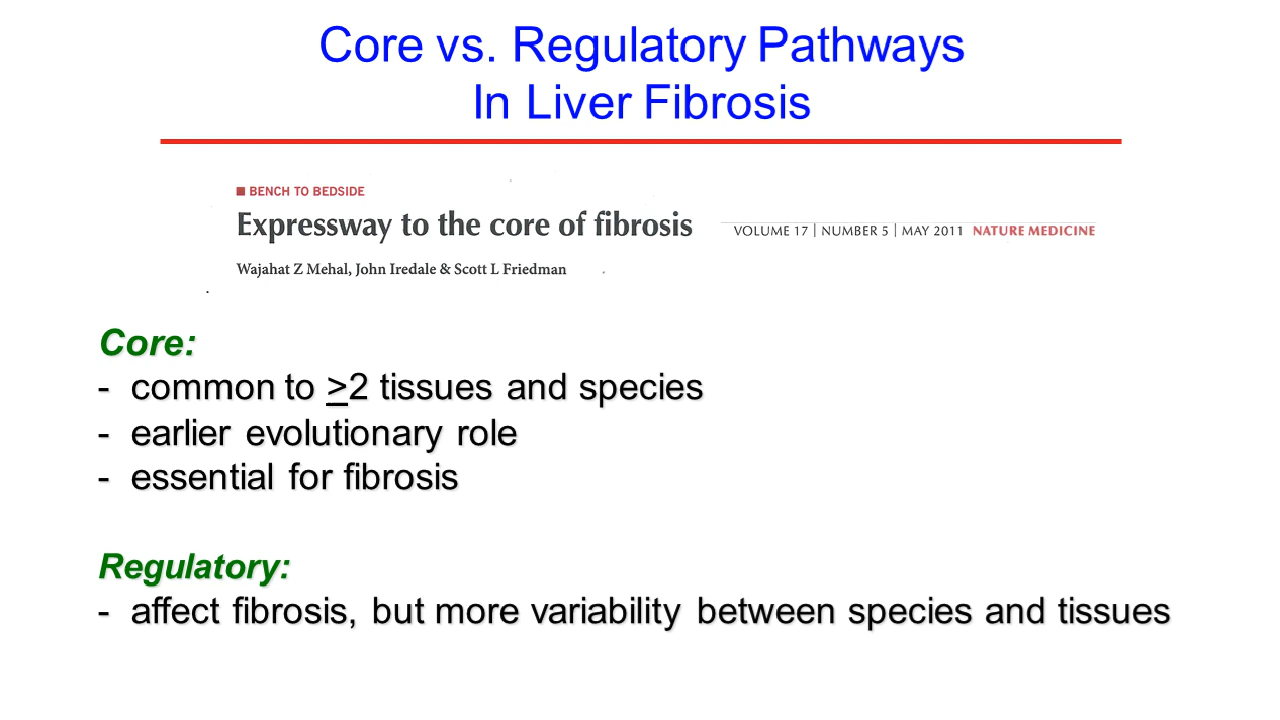 Core vs. Regulatory Pathways
In Liver Fibrosis
■ BENCH TO BEDSIDE
Expressway to the core of fibrosis
VOLUME 17 | NUMBER 5 | MAY 2011 NATURE MEDICINE
Wajahat Z Mehal, John Iredale & Scott L Friedman
Core:
- common to ≥2 tissues and species
- earlier evolutionary role
- essential for fibrosis
Regulatory:
- affect fibrosis, but more variability between species and tissues